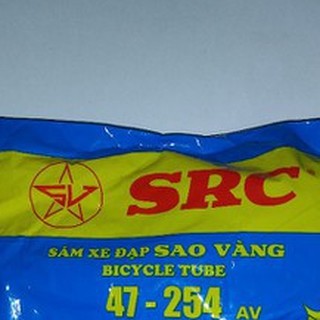 SV SRC
SĂM XE ĐẠP SAO VÀNG
BICYCLE TUBE
47 - 254 AV